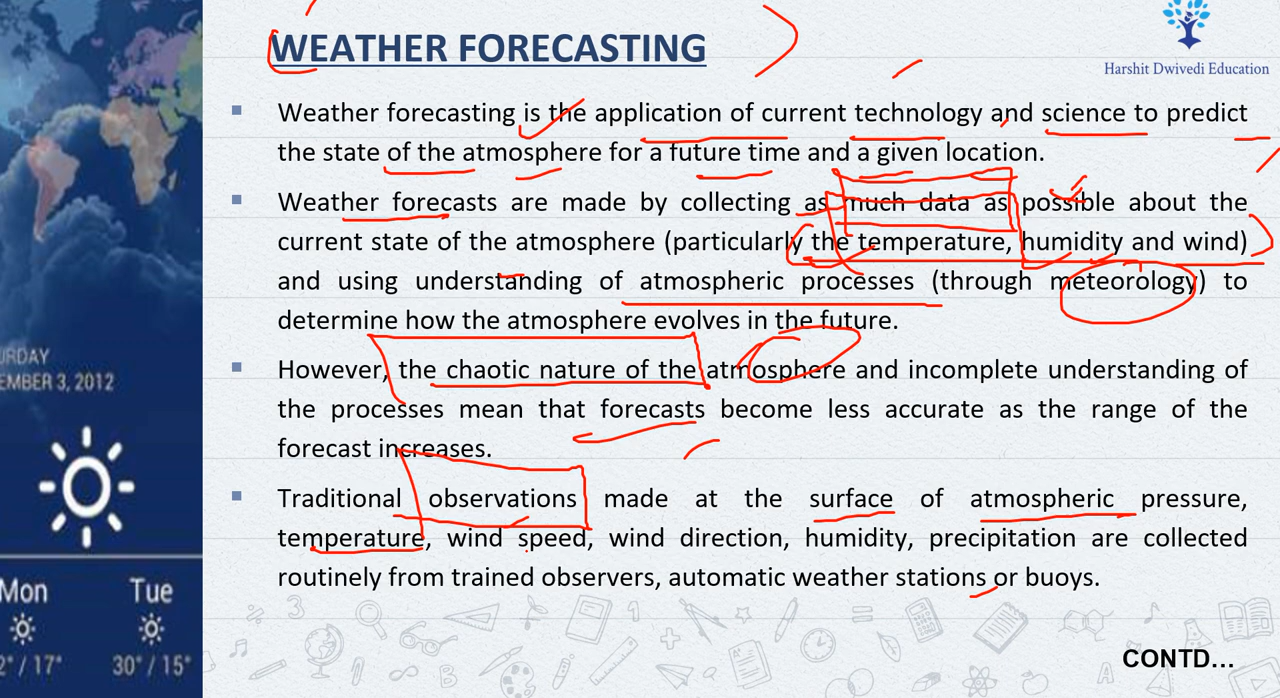 WEATHER FORECASTING
Harshit Dwivedi Education
▪ Weather forecasting is the application of current technology and science to predict
the state of the atmosphere for a future time and a given location.
▪ Weather forecasts are made by collecting as much data as possible about the
current state of the atmosphere (particularly the temperature, humidity and wind)
and using understanding of atmospheric processes (through meteorology) to
determine how the atmosphere evolves in the future.
▪ However, the chaotic nature of the atmosphere and incomplete understanding of
the processes mean that forecasts become less accurate as the range of the
forecast increases.
▪ Traditional observations made at the surface of atmospheric pressure,
temperature, wind speed, wind direction, humidity, precipitation are collected
routinely from trained observers, automatic weather stations or buoys.
CONTD...
URDAY
EMBER 3, 2012
Mon Tue
2° / 17° 30° / 15°